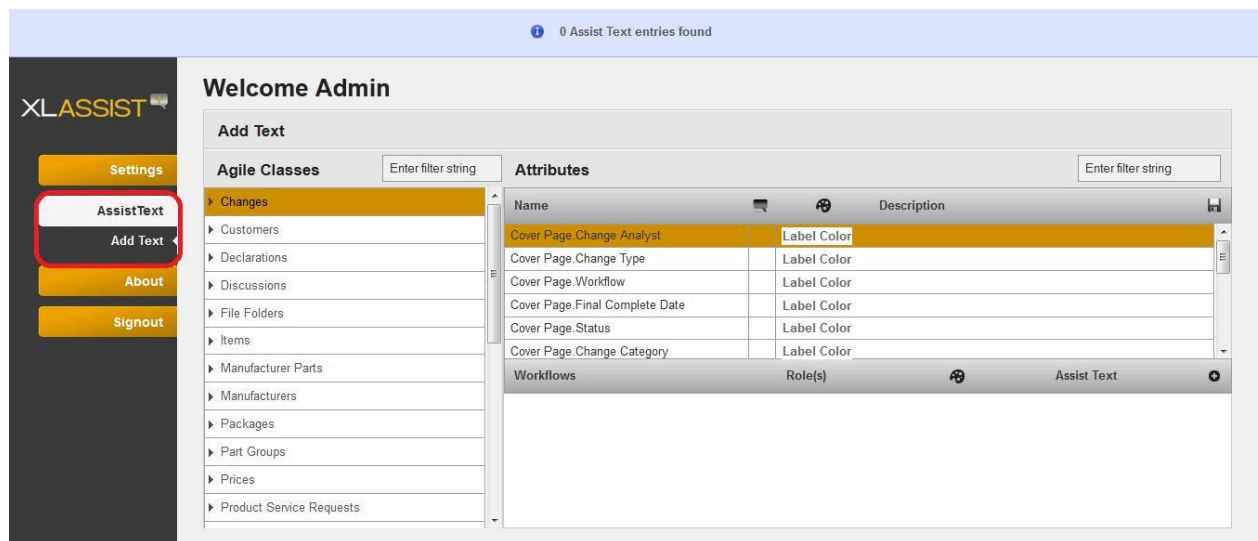 0 Assist Text entries found
XLASSIST
Settings
AssistText
Add Text
About
Signout
Welcome Admin
Add Text
Agile Classes Enter filter string
Changes
Customers
Declarations
Discussions
File Folders
Items
Manufacturer Parts
Manufacturers
Packages
Part Groups
Prices
Product Service Requests
Attributes Enter filter string
Name Description
Cover Page.Change Analyst Label Color
Cover Page.Change Type Label Color
Cover Page.Workflow Label Color
Cover Page.Final Complete Date Label Color
Cover Page.Status Label Color
Cover Page.Change Category Label Color
Workflows Role(s) Assist Text